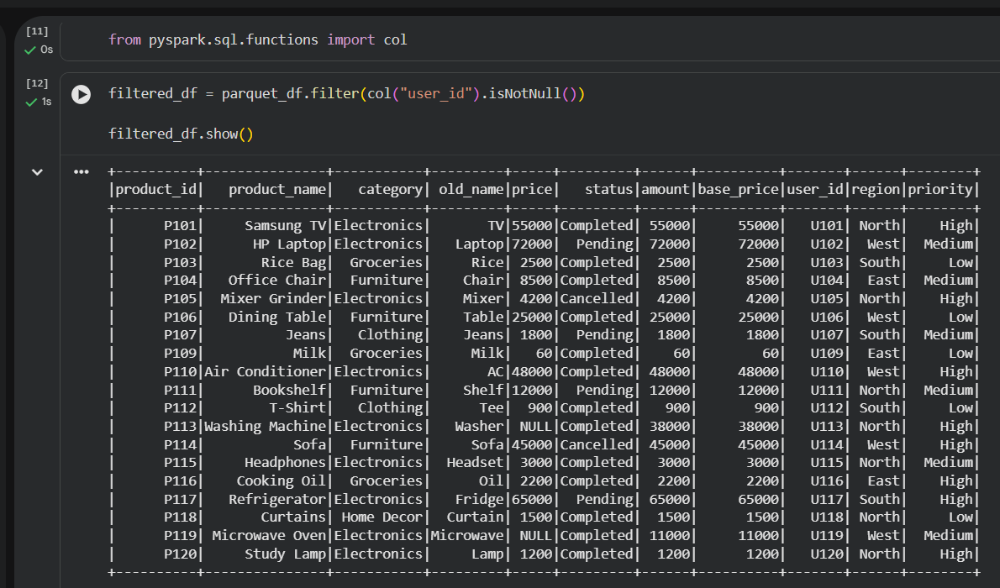 [11]
0s
from pyspark.sql.functions import col
[12]
1s
filtered_df = parquet_df.filter(col("user_id").isNotNull())
filtered_df.show()
+----------+---------------+-----------+---------+-----+---------+------+----------+-------+------+--------+
|product_id|   product_name|   category| old_name|price|   status|amount|base_price|user_id|region|priority|
+----------+---------------+-----------+---------+-----+---------+------+----------+-------+------+--------+
|      P101|     Samsung TV|Electronics|       TV|55000|Completed| 55000|     55000|   U101| North|    High|
|      P102|      HP Laptop|Electronics|   Laptop|72000|  Pending| 72000|     72000|   U102|  West|  Medium|
|      P103|       Rice Bag|  Groceries|     Rice| 2500|Completed|  2500|      2500|   U103| South|     Low|
|      P104|   Office Chair|  Furniture|    Chair| 8500|Completed|  8500|      8500|   U104|  East|  Medium|
|      P105|  Mixer Grinder|Electronics|    Mixer| 4200|Cancelled|  4200|      4200|   U105| North|    High|
|      P106|   Dining Table|  Furniture|    Table|25000|Completed| 25000|     25000|   U106|  West|     Low|
|      P107|          Jeans|   Clothing|    Jeans| 1800|  Pending|  1800|      1800|   U107| South|  Medium|
|      P109|           Milk|  Groceries|     Milk|   60|Completed|    60|        60|   U109|  East|     Low|
|      P110|Air Conditioner|Electronics|       AC|48000|Completed| 48000|     48000|   U110|  West|    High|
|      P111|      Bookshelf|  Furniture|    Shelf|12000|  Pending| 12000|     12000|   U111| North|  Medium|
|      P112|        T-Shirt|   Clothing|      Tee|  900|Completed|   900|       900|   U112| South|     Low|
|      P113|Washing Machine|Electronics|   Washer| NULL|Completed| 38000|     38000|   U113| North|    High|
|      P114|           Sofa|  Furniture|     Sofa|45000|Cancelled| 45000|     45000|   U114|  West|    High|
|      P115|     Headphones|Electronics|  Headset| 3000|Completed|  3000|      3000|   U115| North|  Medium|
|      P116|    Cooking Oil|  Groceries|      Oil| 2200|Completed|  2200|      2200|   U116|  East|    High|
|      P117|   Refrigerator|Electronics|   Fridge|65000|  Pending| 65000|     65000|   U117| South|    High|
|      P118|       Curtains| Home Decor|  Curtain| 1500|Completed|  1500|      1500|   U118| North|     Low|
|      P119| Microwave Oven|Electronics|Microwave| NULL|Completed| 11000|     11000|   U119|  West|  Medium|
|      P120|     Study Lamp|Electronics|     Lamp| 1200|Completed|  1200|      1200|   U120| North|    High|
+----------+---------------+-----------+---------+-----+---------+------+----------+-------+------+--------+